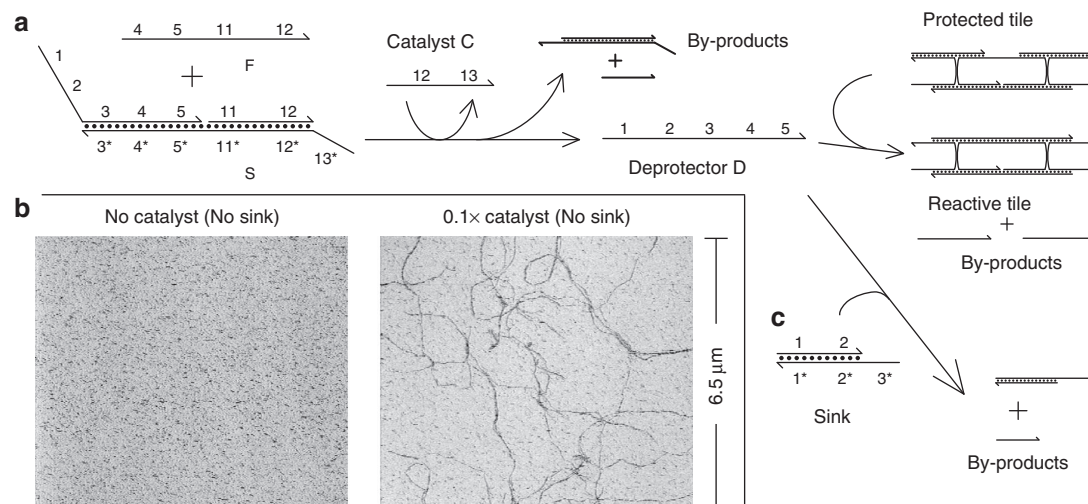 a
4 5 11 12
F
1
2
3 4 5 11 12
3* 4* 5* 11* 12* 13*
S
Catalyst C
12 13
By-products
1 2 3 4 5
Deprotector D
Protected tile
Reactive tile
By-products
b
No catalyst (No sink)
0.1× catalyst (No sink)
6.5 µm
c
1 2
1* 2* 3*
Sink
By-products